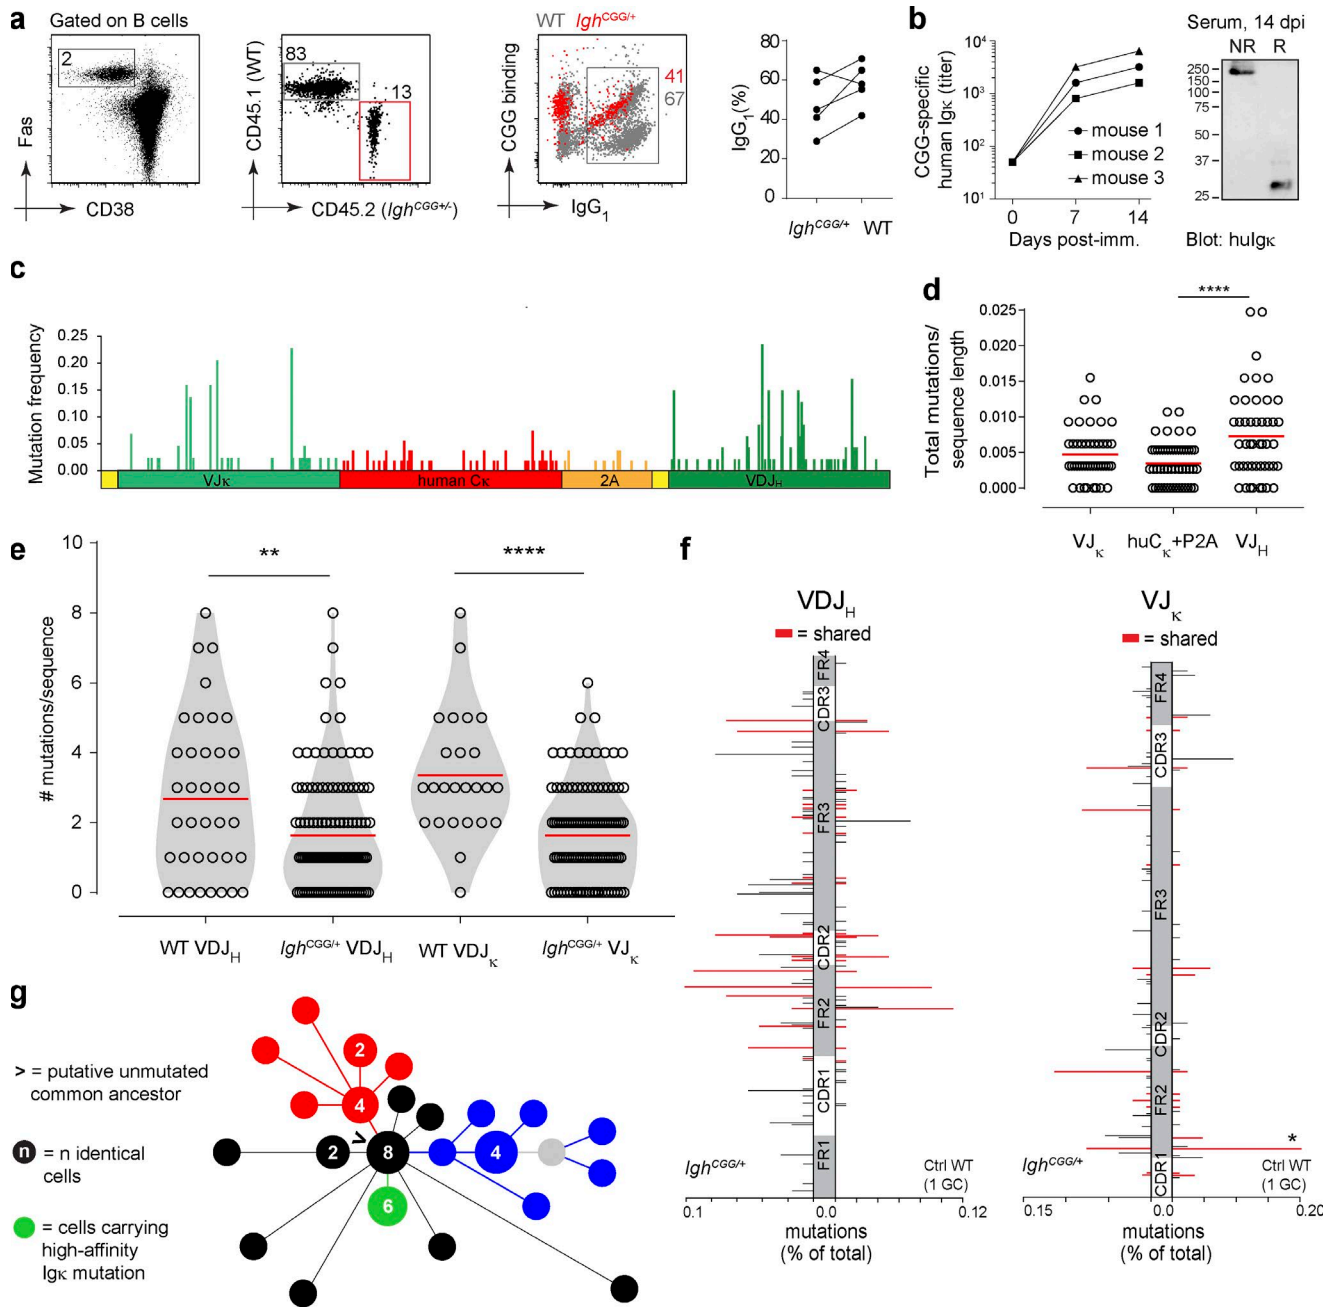 a
Gated on B cells
2
Fas
CD38
83
13
CD45.1 (WT)
CD45.2 (Igh^CGG+/-)
WT Igh^CGG/+
41
67
CGG binding
IgG₁
80
60
40
20
0
IgG₁(%)
Igh^CGG/+ WT
b
CGG-specific
human Igκ (titer)
10⁴
10³
10²
10¹
mouse 1
mouse 2
mouse 3
0 7 14
Days post-imm.
Serum, 14 dpi
NR R
250
150
100
75
50
37
25
Blot: huIgκ
c
Mutation frequency
0.25
0.20
0.15
0.10
0.05
0.00
VJκ human Cκ 2A VDJH
d
****
Total mutations/
sequence length
0.025
0.020
0.015
0.010
0.005
0.000
VJκ huCκ+P2A VJH
e
# mutations/sequence
10
8
6
4
2
0
** ****
WT VDJH Igh^CGG/+ VDJH WT VDJκ Igh^CGG/+ VJκ
f
VDJH
= shared
FR4
CDR3
FR3
CDR2
FR2
CDR1
FR1
Igh^CGG/+
Ctrl WT
(1 GC)
0.1 0.0 0.12
mutations
(% of total)
VJκ
= shared
FR4
CDR3
FR3
CDR2
FR2
CDR1
*
Igh^CGG/+
Ctrl WT
(1 GC)
0.15 0.0 0.20
mutations
(% of total)
g
> = putative unmutated
common ancestor
n = n identical
cells
= cells carrying
high-affinity
Igκ mutation
2
4
>
2
8
4
6